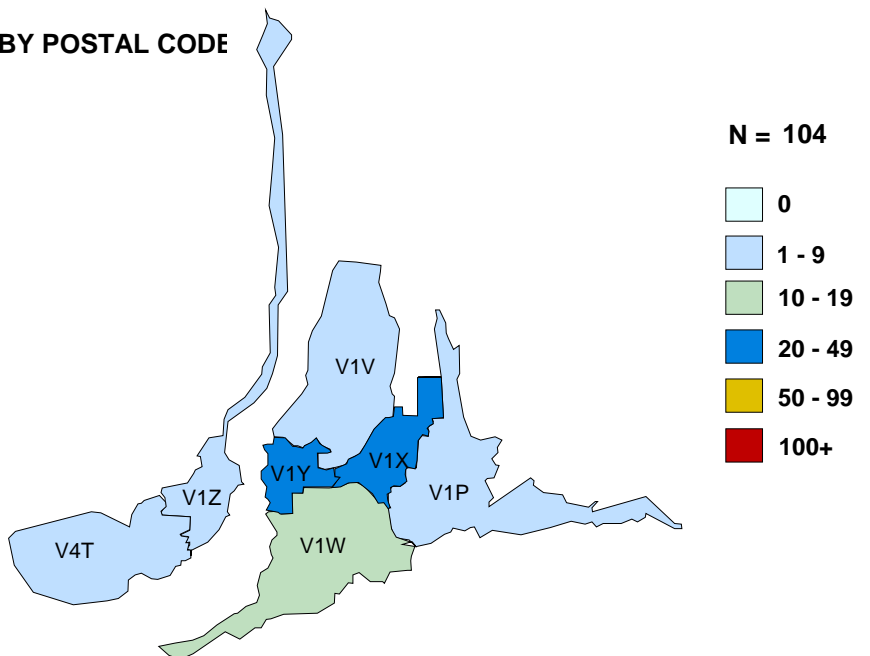 BY POSTAL CODE
N = 104
0
1 - 9
10 - 19
20 - 49
50 - 99
100+
V1V
V1Y
V1X
V1Z
V1P
V4T
V1W